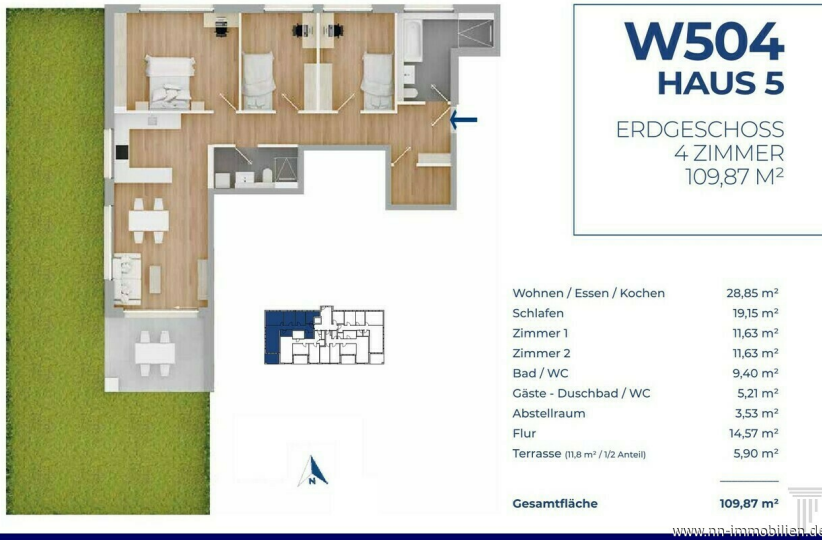 W504
HAUS 5
ERDGESCHOSS
4 ZIMMER
109,87 M²
Wohnen / Essen / Kochen 28,85 m²
Schlafen 19,15 m²
Zimmer 1 11,63 m²
Zimmer 2 11,63 m²
Bad / WC 9,40 m²
Gäste - Duschbad / WC 5,21 m²
Abstellraum 3,53 m²
Flur 14,57 m²
Terrasse (11,8 m² / 1/2 Anteil) 5,90 m²
Gesamtfläche 109,87 m²
N
www.nn-immobilien.de